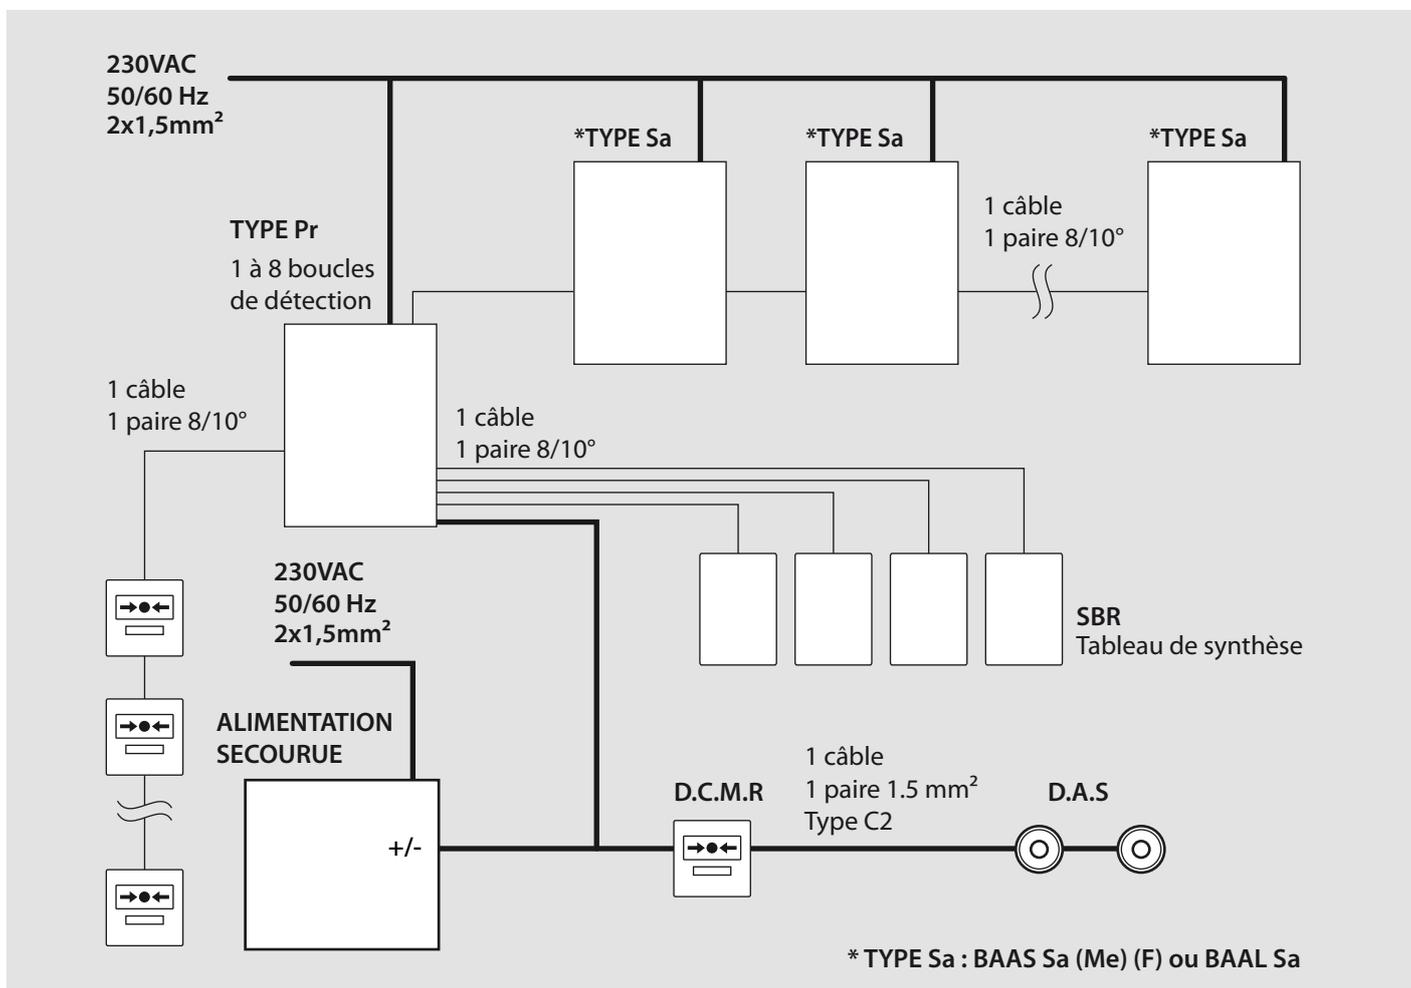 230VAC
50/60 Hz
2x1,5mm²
*TYPE Sa
*TYPE Sa
*TYPE Sa
1 câble
1 paire 8/10°
TYPE Pr
1 à 8 boucles
de détection
1 câble
1 paire 8/10°
1 câble
1 paire 8/10°
230VAC
50/60 Hz
2x1,5mm²
SBR
Tableau de synthèse
ALIMENTATION
SECOURUE
+/-
D.C.M.R
1 câble
1 paire 1.5 mm²
Type C2
D.A.S
* TYPE Sa : BAAS Sa (Me) (F) ou BAAL Sa